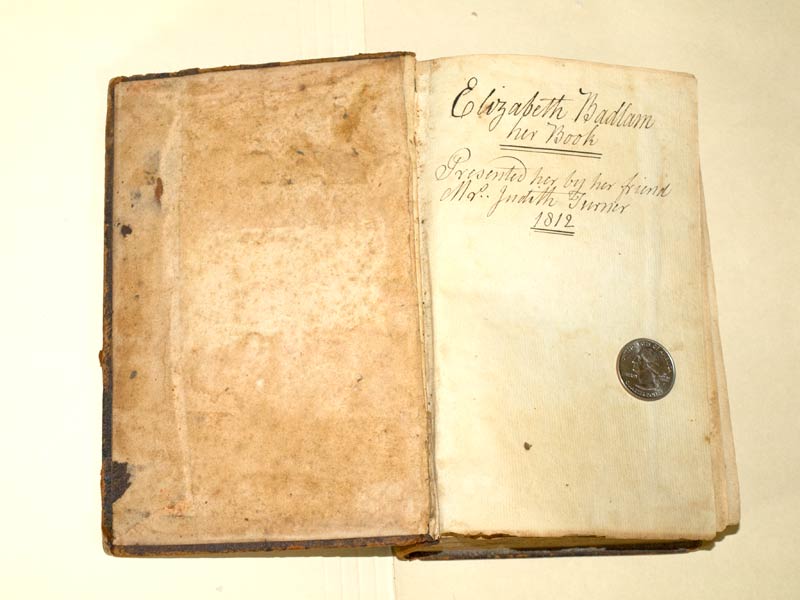 Elizabeth Badlam
her Book
Presented her by her friend
Mrs. Judith Turner
1812